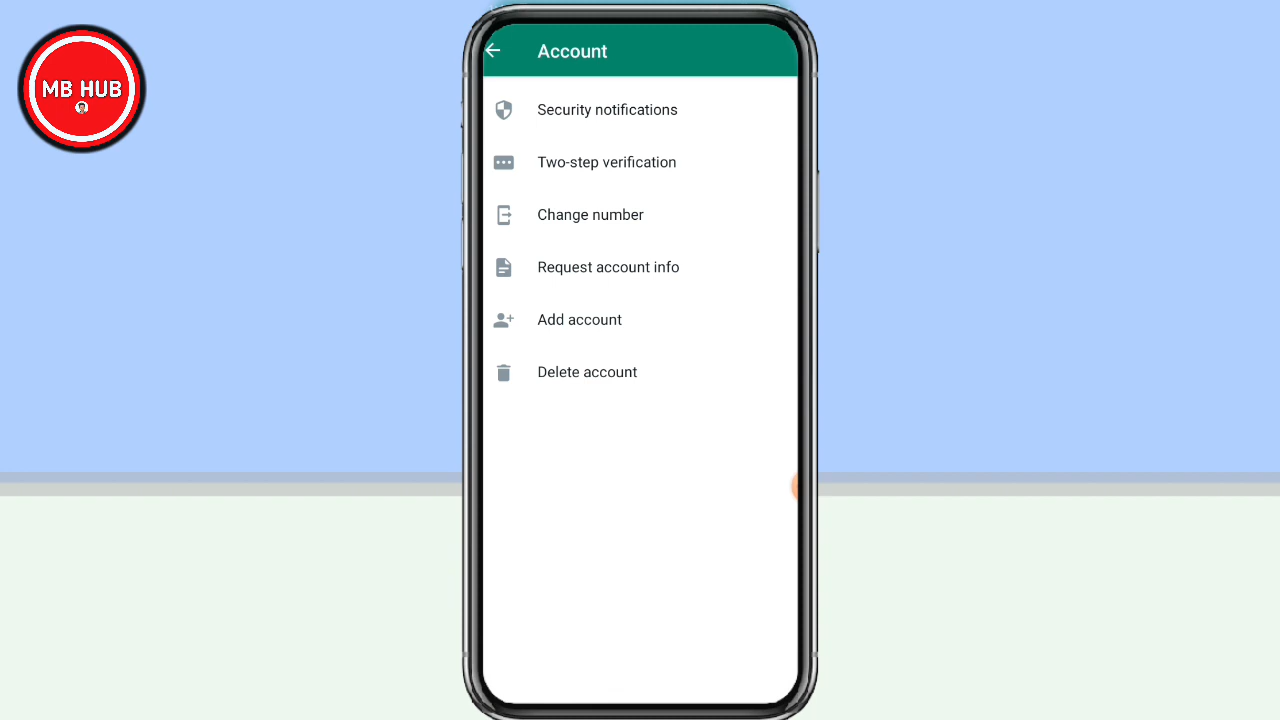 MB HUB
Account
Security notifications
Two-step verification
Change number
Request account info
Add account
Delete account